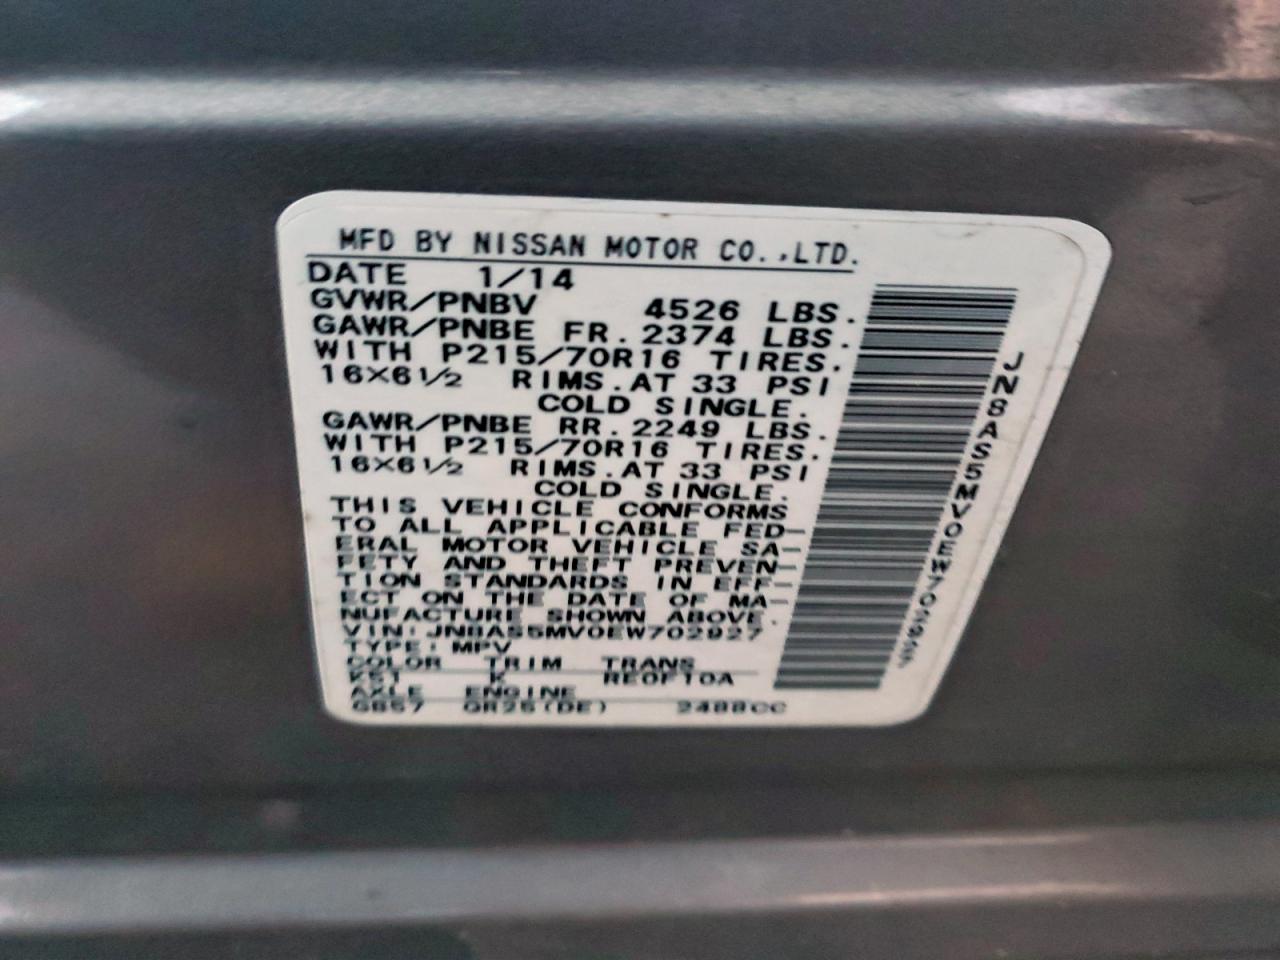 MFD BY NISSAN MOTOR CO.,LTD.
DATE 1/14
GVWR/PNBV 4526 LBS.
GAWR/PNBE FR. 2374 LBS.
WITH P215/70R16 TIRES.
16X6½ RIMS. AT 33 PSI
COLD SINGLE.
GAWR/PNBE RR. 2249 LBS.
WITH P215/70R16 TIRES.
16X6½ RIMS. AT 33 PSI
COLD SINGLE.
THIS VEHICLE CONFORMS
TO ALL APPLICABLE FED-
ERAL MOTOR VEHICLE SA-
FETY AND THEFT PREVEN-
TION STANDARDS IN EFF-
ECT ON THE DATE OF MA-
NUFACTURE SHOWN ABOVE.
VIN: JN8AS5MV0EW702927
TYPE: MPV
COLOR TRIM TRANS
K51 K RE0F10A
AXLE ENGINE
GB57 QR25(DE) 2488CC